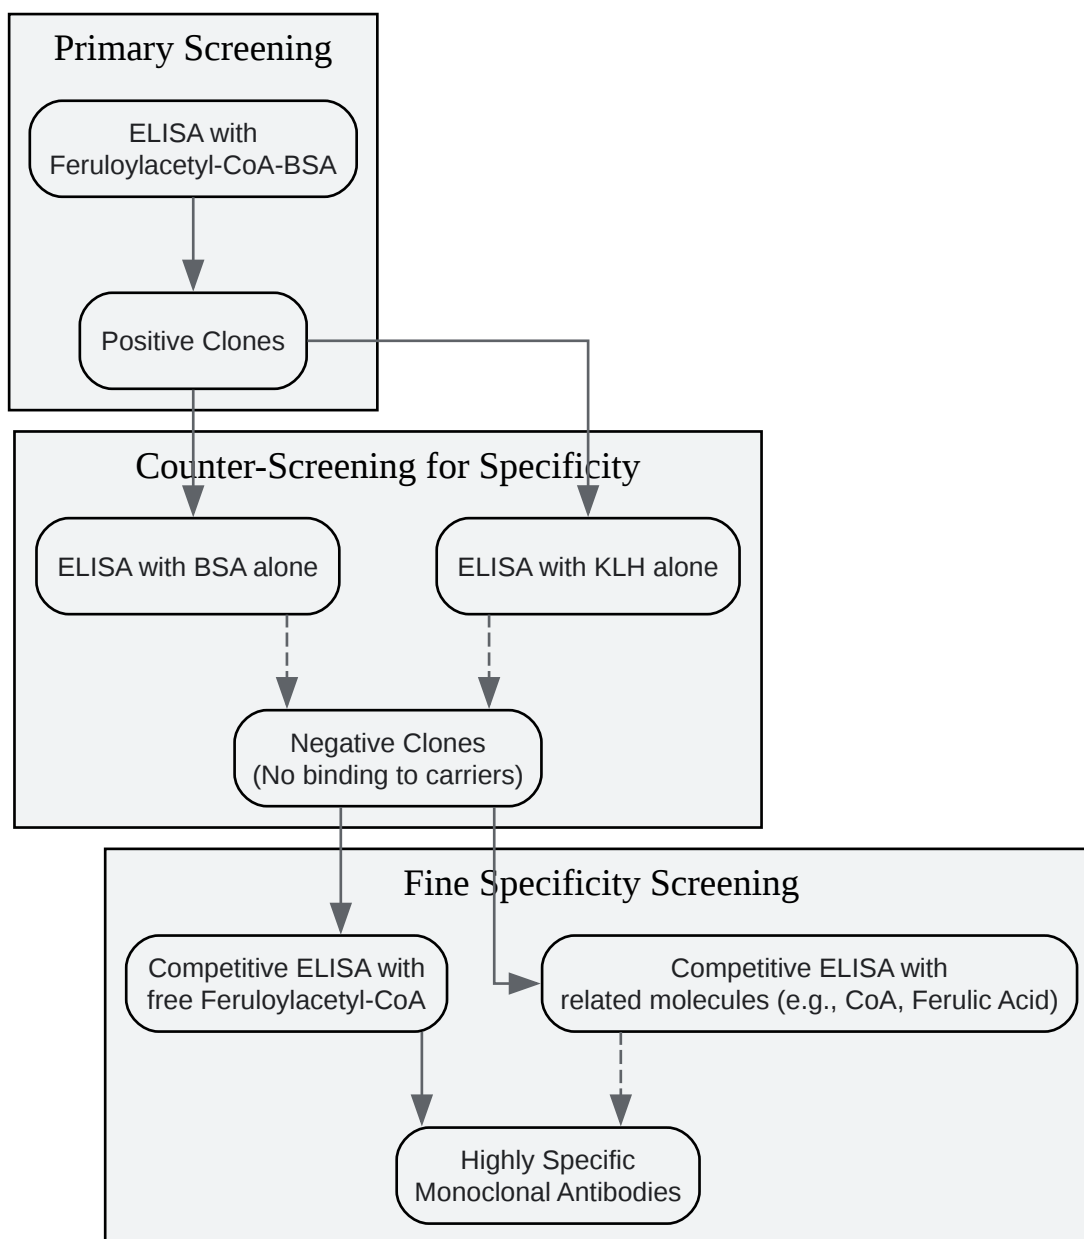 Primary Screening
ELISA with
Feruloylacetyl-CoA-BSA
Positive Clones
Counter-Screening for Specificity
ELISA with BSA alone
ELISA with KLH alone
Negative Clones
(No binding to carriers)
Fine Specificity Screening
Competitive ELISA with
free Feruloylacetyl-CoA
Competitive ELISA with
related molecules (e.g., CoA, Ferulic Acid)
Highly Specific
Monoclonal Antibodies